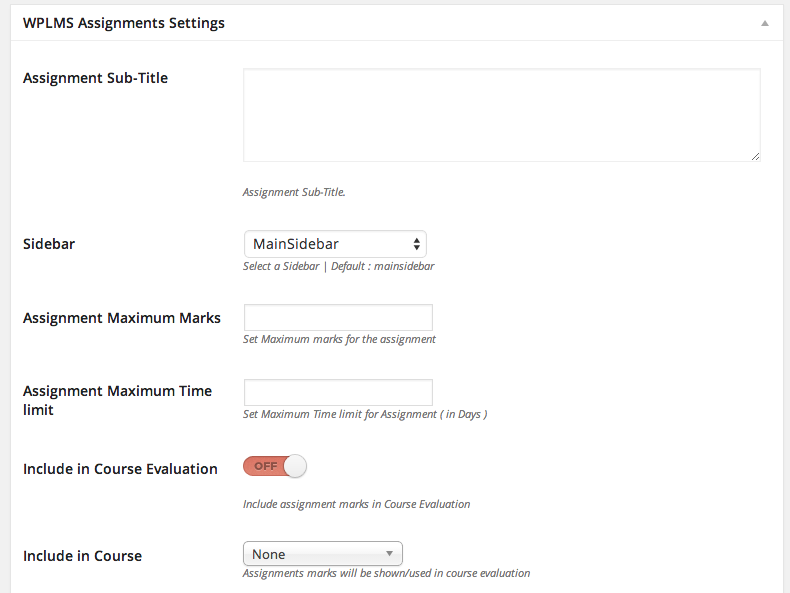 WPLMS Assignments Settings
Assignment Sub-Title
Assignment Sub-Title.
Sidebar
MainSidebar
Select a Sidebar | Default : mainsidebar
Assignment Maximum Marks
Set Maximum marks for the assignment
Assignment Maximum Time
limit
Set Maximum Time limit for Assignment ( in Days )
Include in Course Evaluation
OFF
Include assignment marks in Course Evaluation
Include in Course
None
Assignments marks will be shown/used in course evaluation